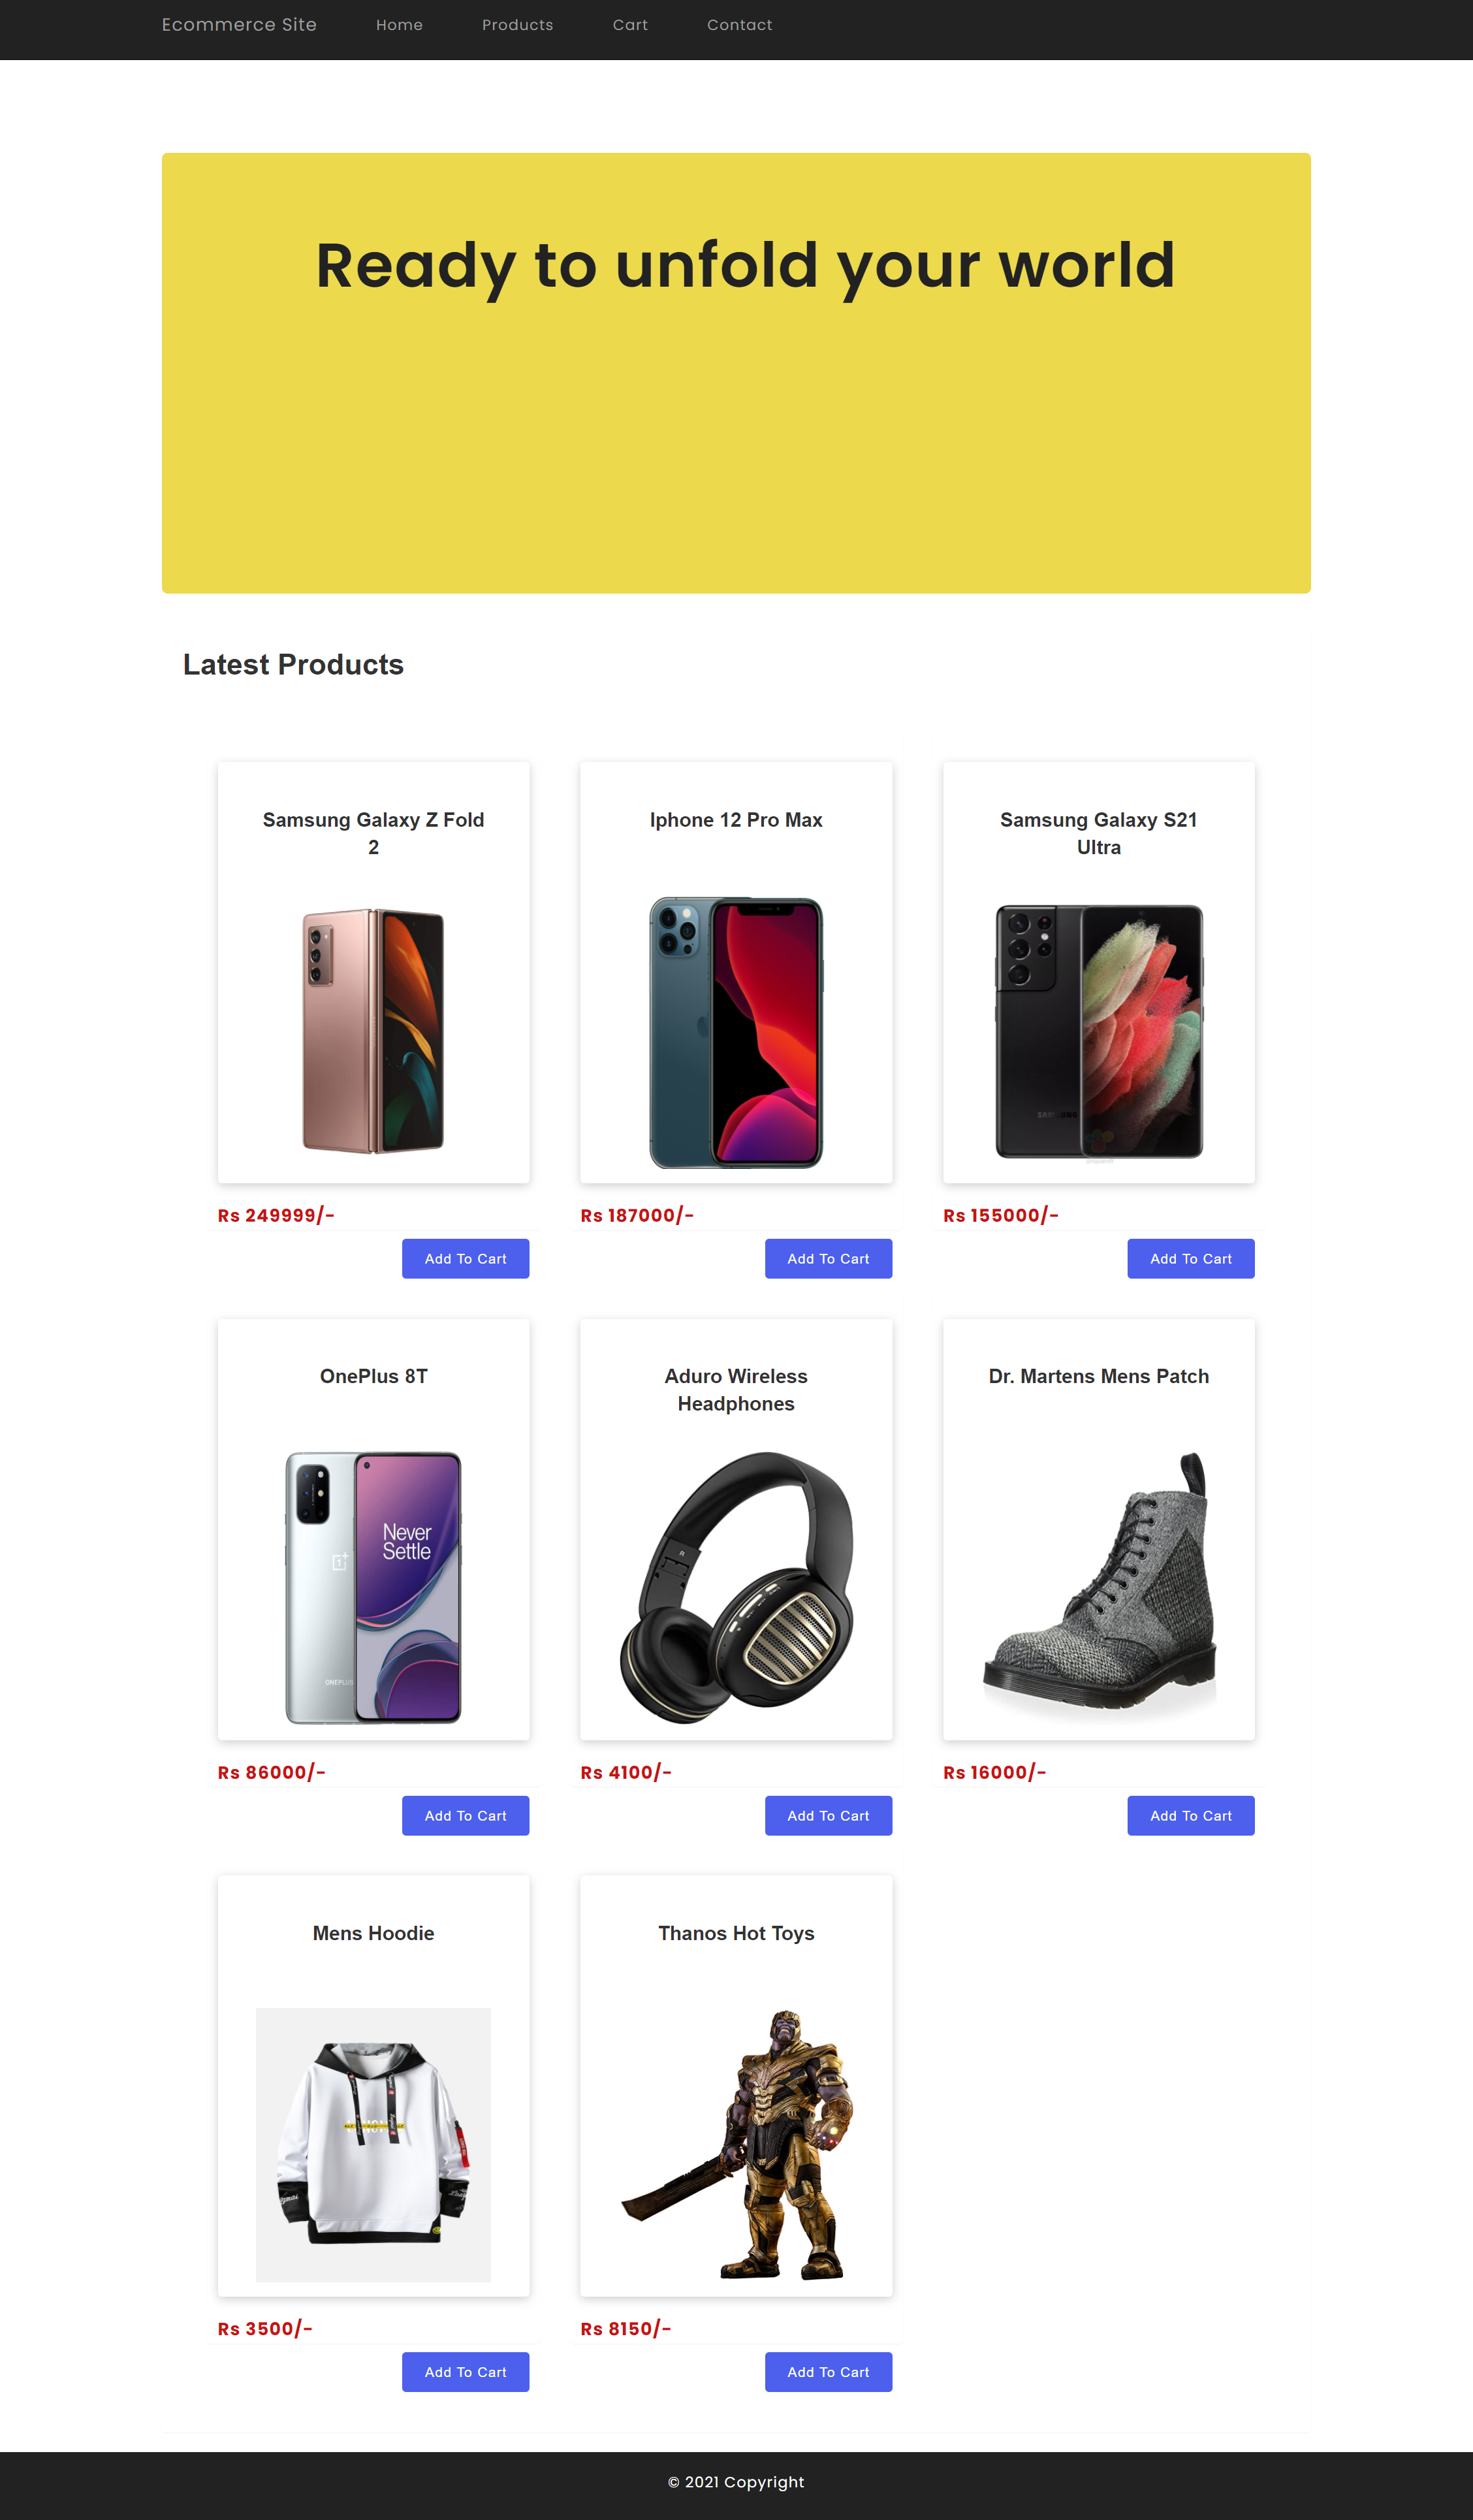 Ecommerce Site Home Products Cart Contact
Ready to unfold your world
Latest Products
Samsung Galaxy Z Fold
2
Iphone 12 Pro Max
Samsung Galaxy S21
Ultra
SAMSUNG
Rs 249999/-
Rs 187000/-
Rs 155000/-
Add To Cart
Add To Cart
Add To Cart
OnePlus 8T
Aduro Wireless
Headphones
Dr. Martens Mens Patch
Never
Settle
ONEPLUS
R
Rs 86000/-
Rs 4100/-
Rs 16000/-
Add To Cart
Add To Cart
Add To Cart
Mens Hoodie
Thanos Hot Toys
Rs 3500/-
Rs 8150/-
Add To Cart
Add To Cart
© 2021 Copyright